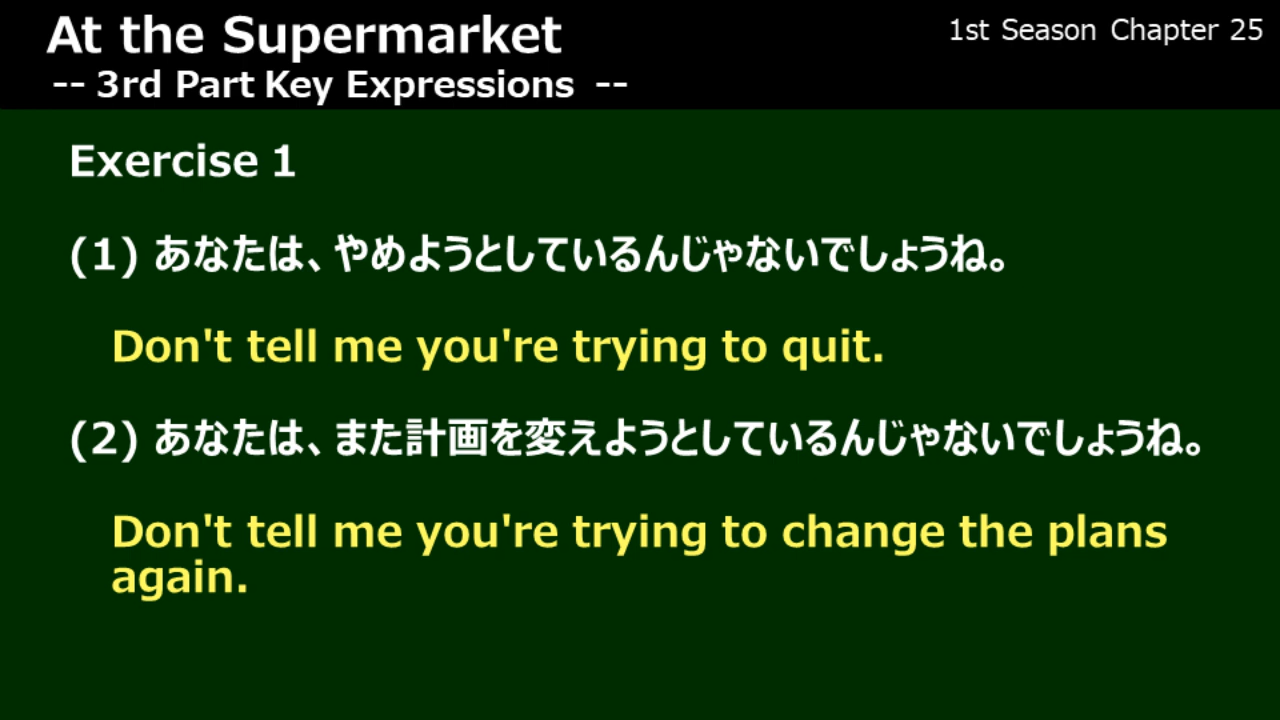 At the Supermarket
1st Season Chapter 25
-- 3rd Part Key Expressions --
Exercise 1
(1) あなたは、やめようとしているんじゃないでしょうね。
Don't tell me you're trying to quit.
(2) あなたは、また計画を変えようとしているんじゃないでしょうね。
Don't tell me you're trying to change the plans
again.